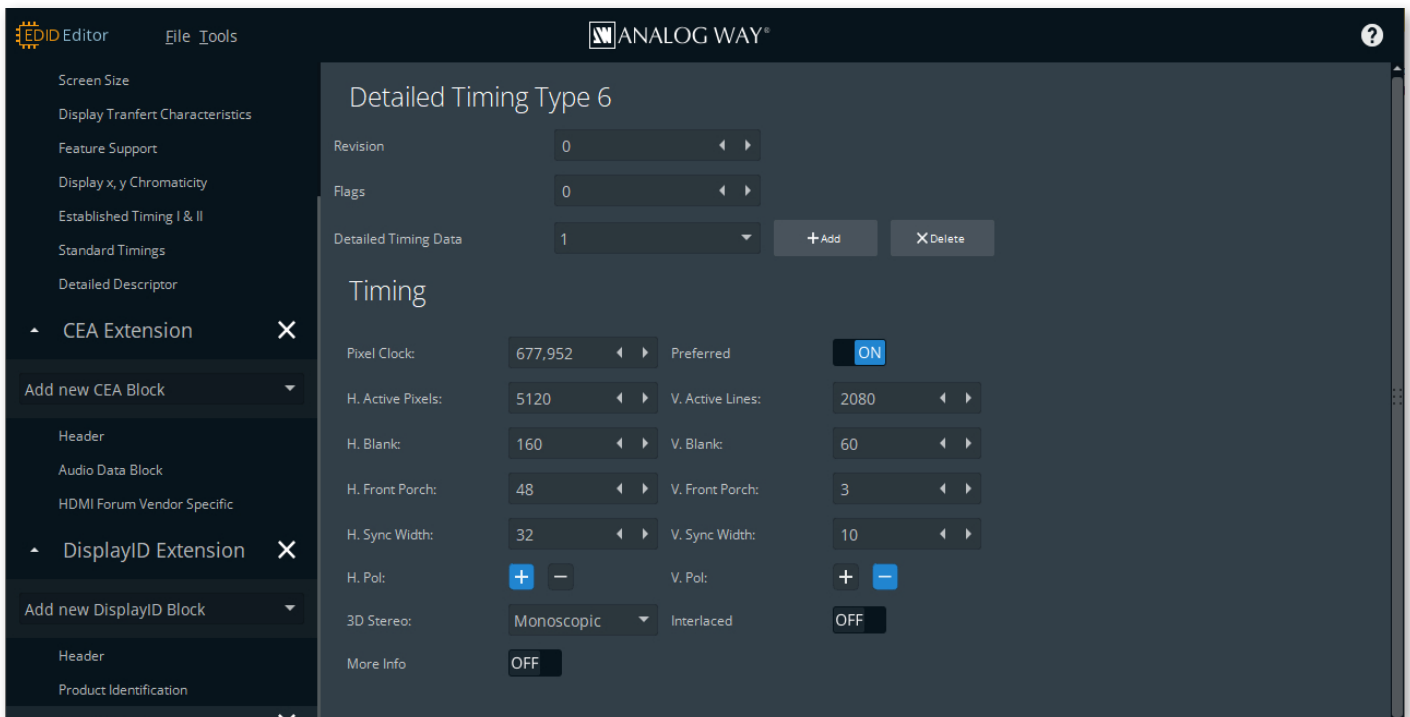 EDID Editor File Tools ANALOG WAY® ?
Screen Size
Display Tranfert Characteristics
Feature Support
Display x, y Chromaticity
Established Timing I & II
Standard Timings
Detailed Descriptor
CEA Extension
Add new CEA Block
Header
Audio Data Block
HDMI Forum Vendor Specific
DisplayID Extension
Add new DisplayID Block
Header
Product Identification
Detailed Timing Type 6
Revision 0
Flags 0
Detailed Timing Data 1 +Add Delete
Timing
Pixel Clock: 677,952 Preferred ON
H. Active Pixels: 5120 V. Active Lines: 2080
H. Blank: 160 V. Blank: 60
H. Front Porch: 48 V. Front Porch: 3
H. Sync Width: 32 V. Sync Width: 10
H. Pol: + − V. Pol: + −
3D Stereo: Monoscopic Interlaced OFF
More Info OFF